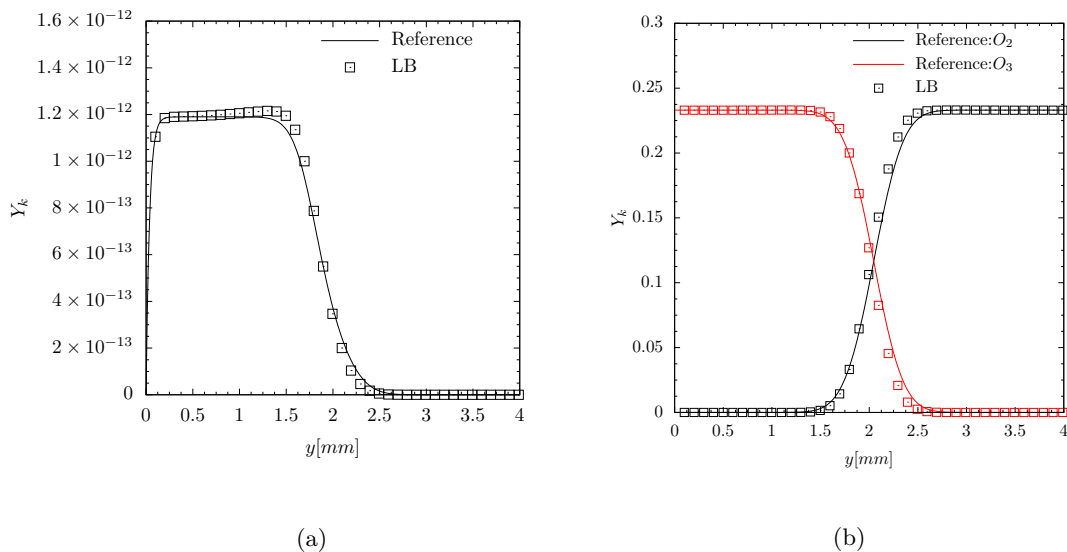 1.6 × 10⁻¹²
1.4 × 10⁻¹²
1.2 × 10⁻¹²
1 × 10⁻¹²
8 × 10⁻¹³
6 × 10⁻¹³
4 × 10⁻¹³
2 × 10⁻¹³
0
Y_k
Reference
LB
0 0.5 1 1.5 2 2.5 3 3.5 4
y[mm]
(a)
0.3
0.25
0.2
0.15
0.1
0.05
0
Y_k
Reference:O₂
Reference:O₃
LB
0 0.5 1 1.5 2 2.5 3 3.5 4
y[mm]
(b)